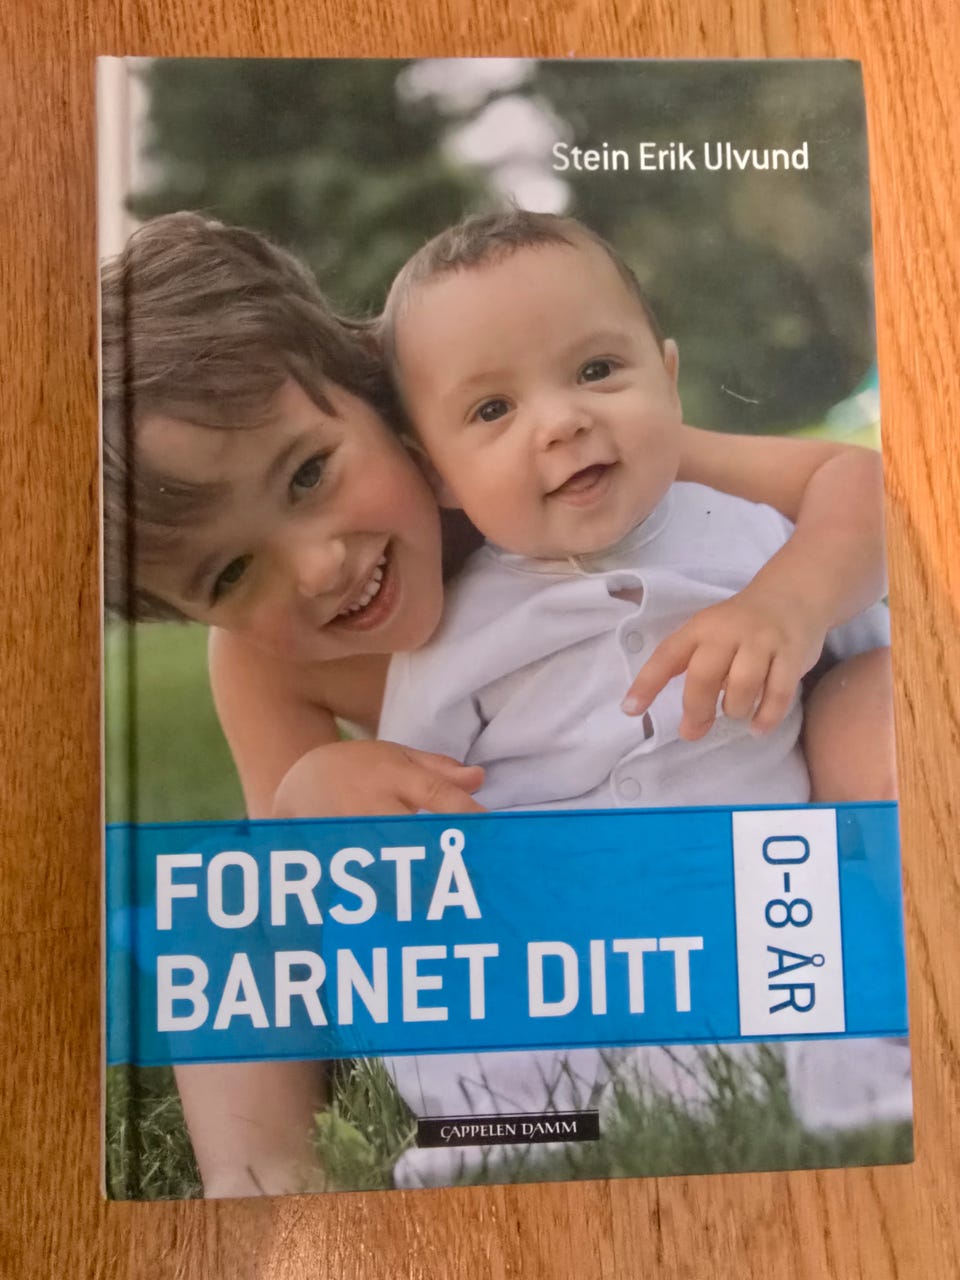 Stein Erik Ulvund
FORSTÅ
BARNET DITT
0-8 ÅR
CAPPELEN DAMM